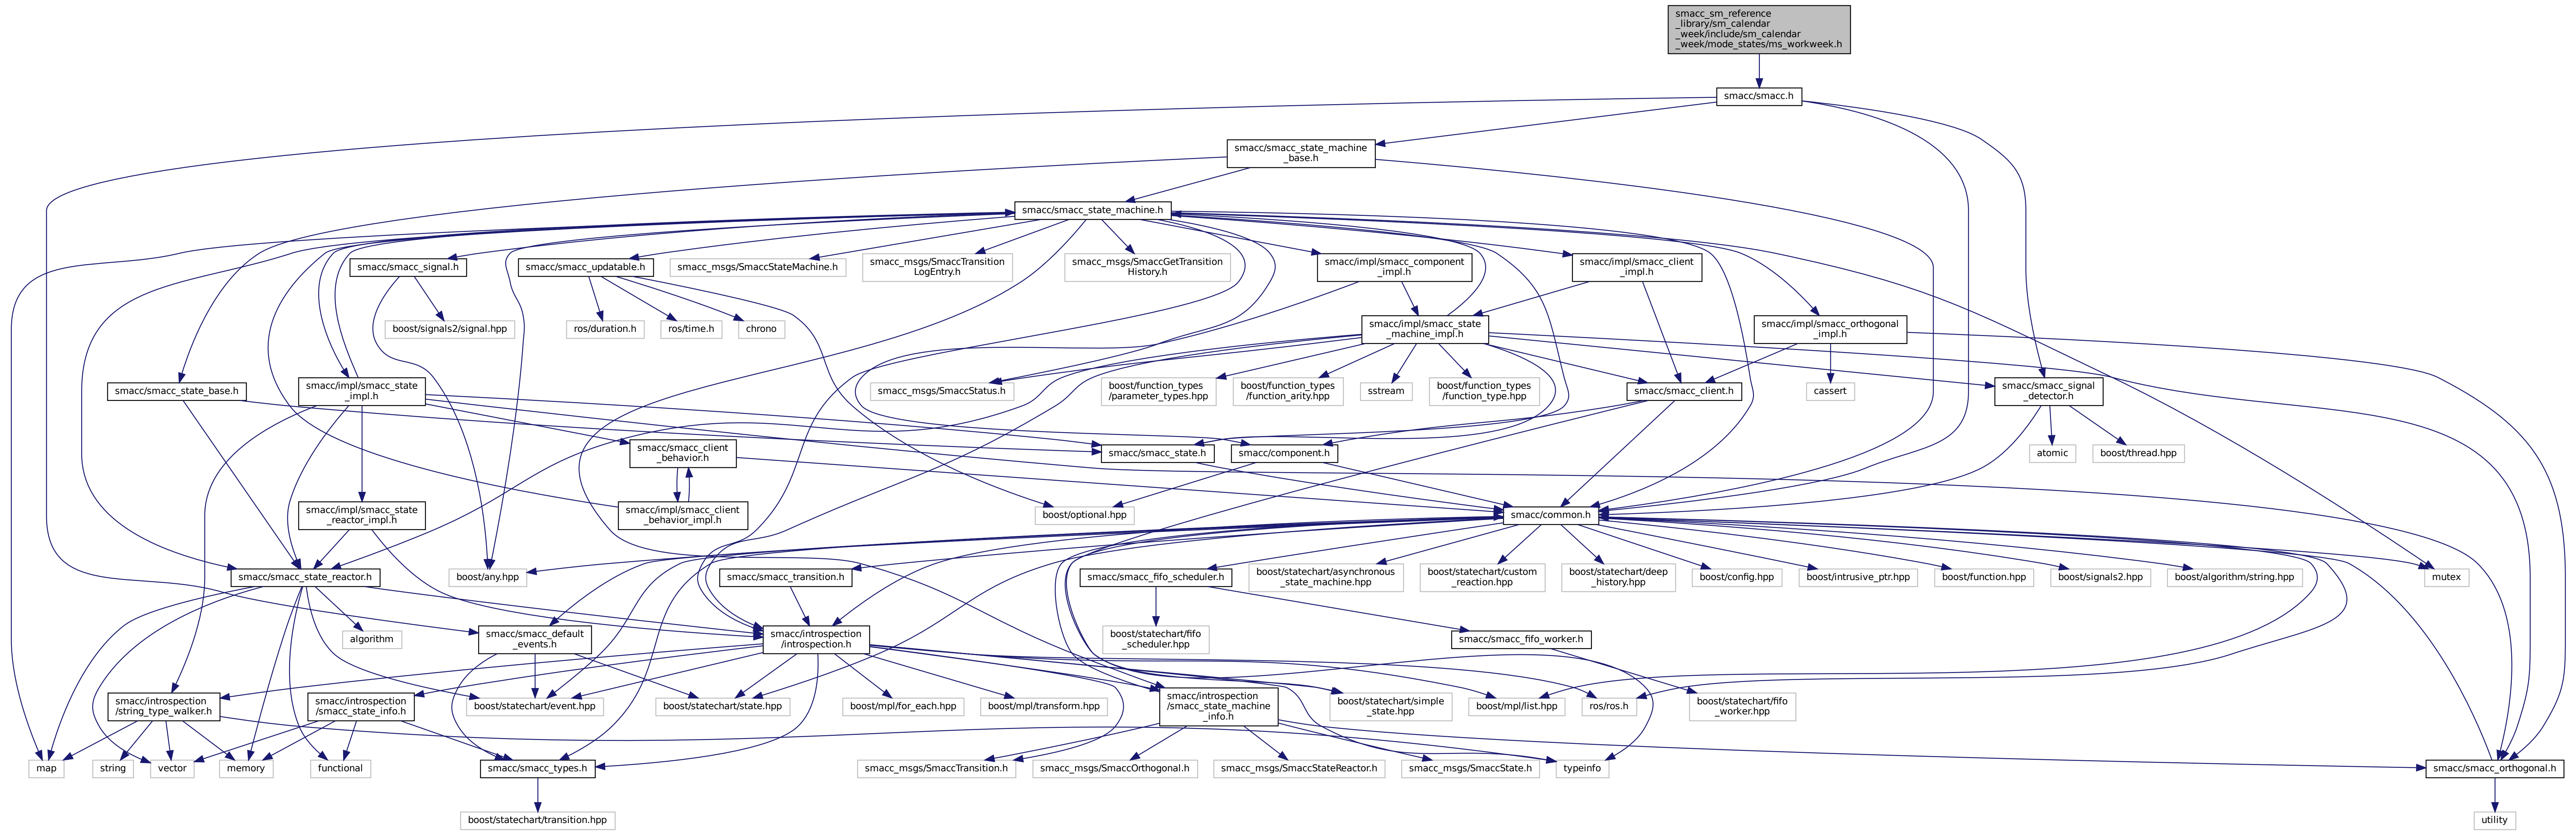 smacc_sm_reference
_library/sm_calendar
_week/include/sm_calendar
_week/mode_states/ms_workweek.h
smacc/smacc.h
smacc/smacc_state_machine
_base.h
smacc/smacc_state_machine.h
smacc/smacc_signal.h
smacc/smacc_updatable.h
smacc_msgs/SmaccStateMachine.h
smacc_msgs/SmaccTransition
LogEntry.h
smacc_msgs/SmaccGetTransition
History.h
smacc/impl/smacc_component
_impl.h
smacc/impl/smacc_client
_impl.h
boost/signals2/signal.hpp
ros/duration.h
ros/time.h
chrono
smacc/impl/smacc_state
_machine_impl.h
smacc/impl/smacc_orthogonal
_impl.h
smacc/smacc_state_base.h
smacc/impl/smacc_state
_impl.h
smacc_msgs/SmaccStatus.h
boost/function_types
/parameter_types.hpp
boost/function_types
/function_arity.hpp
sstream
boost/function_types
/function_type.hpp
smacc/smacc_client.h
cassert
smacc/smacc_signal
_detector.h
smacc/smacc_client
_behavior.h
smacc/smacc_state.h
smacc/component.h
atomic
boost/thread.hpp
smacc/impl/smacc_state
_reactor_impl.h
smacc/impl/smacc_client
_behavior_impl.h
boost/optional.hpp
smacc/common.h
smacc/smacc_state_reactor.h
boost/any.hpp
smacc/smacc_transition.h
smacc/smacc_fifo_scheduler.h
boost/statechart/asynchronous
_state_machine.hpp
boost/statechart/custom
_reaction.hpp
boost/statechart/deep
_history.hpp
boost/config.hpp
boost/intrusive_ptr.hpp
boost/function.hpp
boost/signals2.hpp
boost/algorithm/string.hpp
mutex
algorithm
smacc/smacc_default
_events.h
smacc/introspection
/introspection.h
boost/statechart/fifo
_scheduler.hpp
smacc/smacc_fifo_worker.h
smacc/introspection
/string_type_walker.h
smacc/introspection
/smacc_state_info.h
boost/statechart/event.hpp
boost/statechart/state.hpp
boost/mpl/for_each.hpp
boost/mpl/transform.hpp
smacc/introspection
/smacc_state_machine
_info.h
boost/statechart/simple
_state.hpp
boost/mpl/list.hpp
ros/ros.h
boost/statechart/fifo
_worker.hpp
map
string
vector
memory
functional
smacc/smacc_types.h
smacc_msgs/SmaccTransition.h
smacc_msgs/SmaccOrthogonal.h
smacc_msgs/SmaccStateReactor.h
smacc_msgs/SmaccState.h
typeinfo
smacc/smacc_orthogonal.h
boost/statechart/transition.hpp
utility